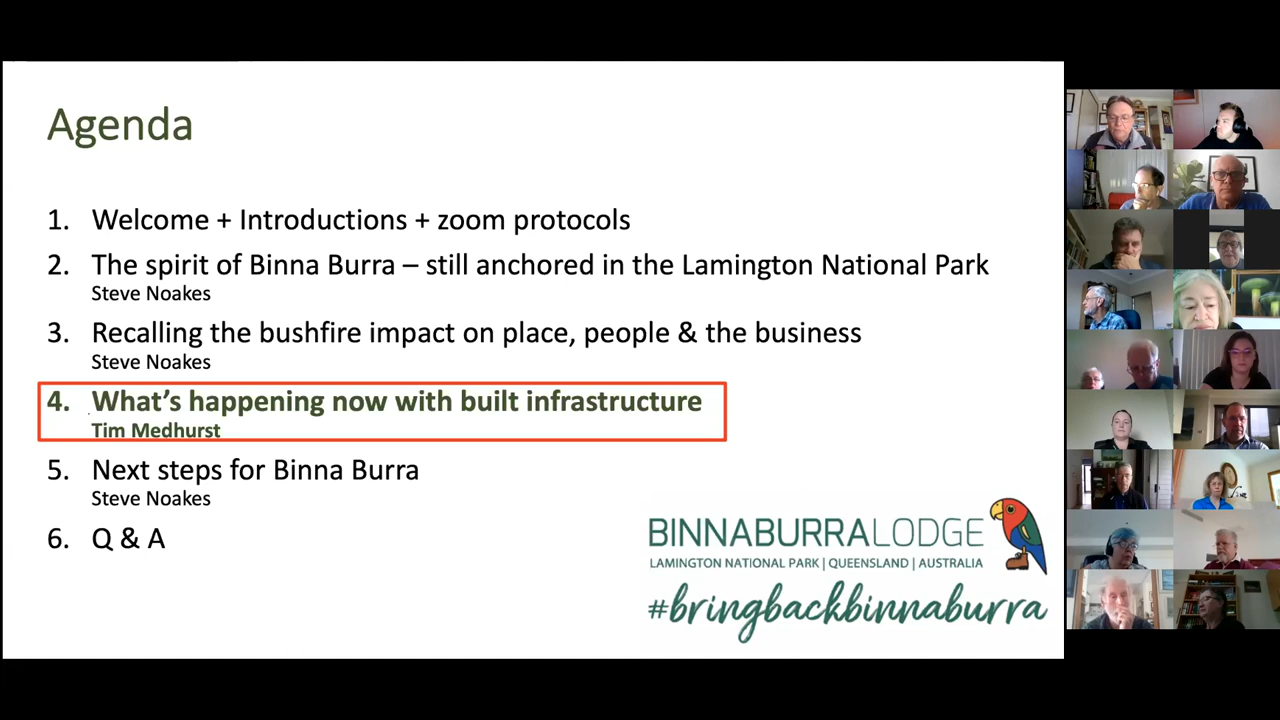 Agenda
1. Welcome + Introductions + zoom protocols
2. The spirit of Binna Burra – still anchored in the Lamington National Park
Steve Noakes
3. Recalling the bushfire impact on place, people & the business
Steve Noakes
4. What’s happening now with built infrastructure
Tim Medhurst
5. Next steps for Binna Burra
Steve Noakes
6. Q & A
BINNABURRALODGE
LAMINGTON NATIONAL PARK | QUEENSLAND | AUSTRALIA
#bringbackbinnaburra